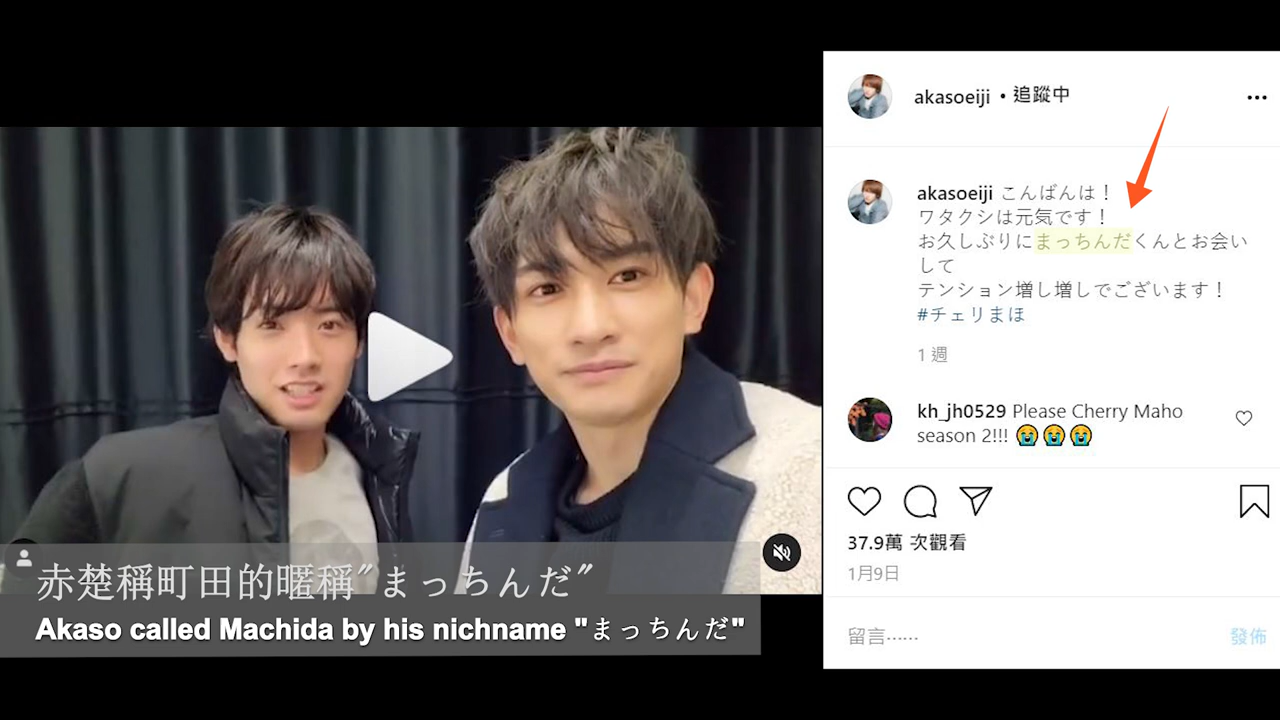 赤楚稱町田的暱稱"まっちんだ"
Akaso called Machida by his nichname "まっちんだ"
akasoeiji • 追蹤中
akasoeiji こんばんは！
ワタクシは元気です！
お久しぶりにまっちんだくんとお会い
して
テンション増し増しでございます！
#チェリまほ
1 週
kh_jh0529 Please Cherry Maho
season 2!!! 😭😭😭
37.9萬 次觀看
1月9日
留言……
發佈